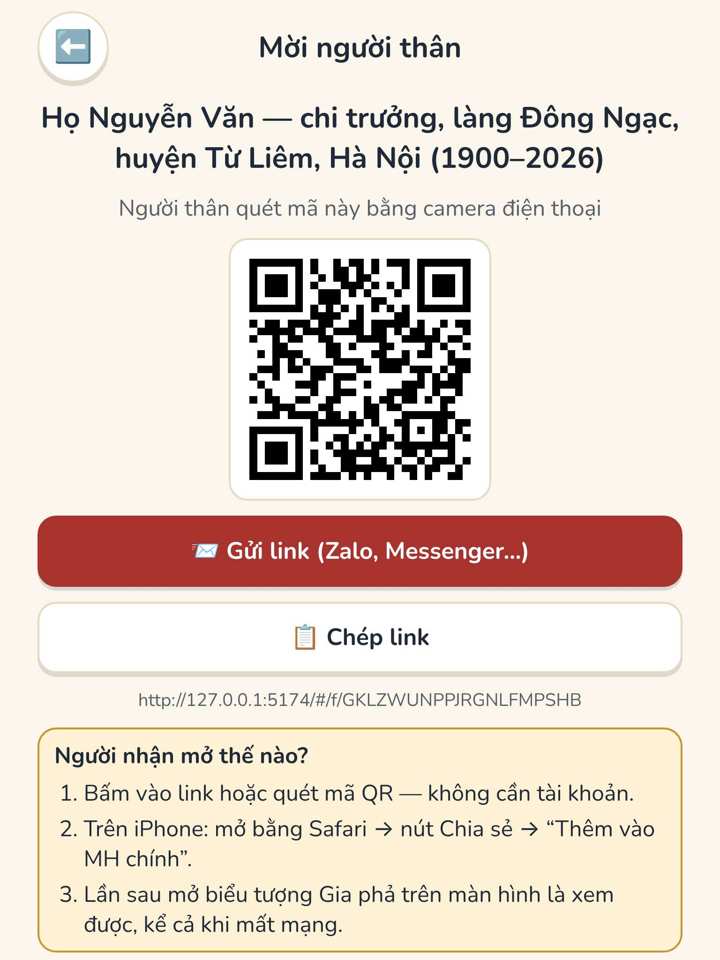 Mời người thân
Họ Nguyễn Văn — chi trưởng, làng Đông Ngạc,
huyện Từ Liêm, Hà Nội (1900–2026)
Người thân quét mã này bằng camera điện thoại
Gửi link (Zalo, Messenger...)
Chép link
http://127.0.0.1:5174/#/f/GKLZWUNPPJRGNLFMPSHB
Người nhận mở thế nào?
1. Bấm vào link hoặc quét mã QR — không cần tài khoản.
2. Trên iPhone: mở bằng Safari → nút Chia sẻ → “Thêm vào
MH chính”.
3. Lần sau mở biểu tượng Gia phả trên màn hình là xem
được, kể cả khi mất mạng.